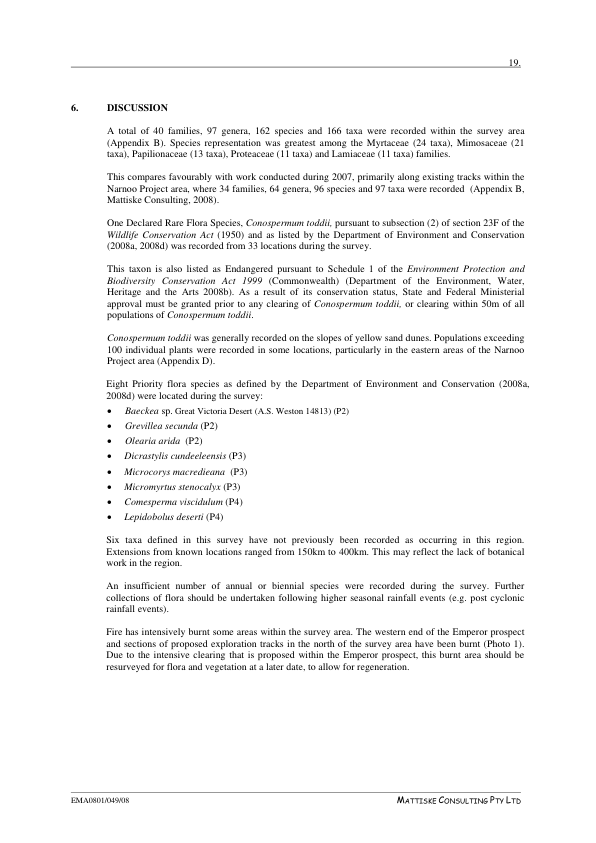 19.
6. DISCUSSION
A total of 40 families, 97 genera, 162 species and 166 taxa were recorded within the survey area
(Appendix B). Species representation was greatest among the Myrtaceae (24 taxa), Mimosaceae (21
taxa), Papilionaceae (13 taxa), Proteaceae (11 taxa) and Lamiaceae (11 taxa) families.
This compares favourably with work conducted during 2007, primarily along existing tracks within the
Narnoo Project area, where 34 families, 64 genera, 96 species and 97 taxa were recorded (Appendix B,
Mattiske Consulting, 2008).
One Declared Rare Flora Species, Conospermum toddii, pursuant to subsection (2) of section 23F of the
Wildlife Conservation Act (1950) and as listed by the Department of Environment and Conservation
(2008a, 2008d) was recorded from 33 locations during the survey.
This taxon is also listed as Endangered pursuant to Schedule 1 of the Environment Protection and
Biodiversity Conservation Act 1999 (Commonwealth) (Department of the Environment, Water,
Heritage and the Arts 2008b). As a result of its conservation status, State and Federal Ministerial
approval must be granted prior to any clearing of Conospermum toddii, or clearing within 50m of all
populations of Conospermum toddii.
Conospermum toddii was generally recorded on the slopes of yellow sand dunes. Populations exceeding
100 individual plants were recorded in some locations, particularly in the eastern areas of the Narnoo
Project area (Appendix D).
Eight Priority flora species as defined by the Department of Environment and Conservation (2008a,
2008d) were located during the survey:
• Baeckea sp. Great Victoria Desert (A.S. Weston 14813) (P2)
• Grevillea secunda (P2)
• Olearia arida (P2)
• Dicrastylis cundeeleensis (P3)
• Microcorys macredieana (P3)
• Micromyrtus stenocalyx (P3)
• Comesperma viscidulum (P4)
• Lepidobolus deserti (P4)
Six taxa defined in this survey have not previously been recorded as occurring in this region.
Extensions from known locations ranged from 150km to 400km. This may reflect the lack of botanical
work in the region.
An insufficient number of annual or biennial species were recorded during the survey. Further
collections of flora should be undertaken following higher seasonal rainfall events (e.g. post cyclonic
rainfall events).
Fire has intensively burnt some areas within the survey area. The western end of the Emperor prospect
and sections of proposed exploration tracks in the north of the survey area have been burnt (Photo 1).
Due to the intensive clearing that is proposed within the Emperor prospect, this burnt area should be
resurveyed for flora and vegetation at a later date, to allow for regeneration.
EMA0801/049/08 MATTISKE CONSULTING PTY LTD